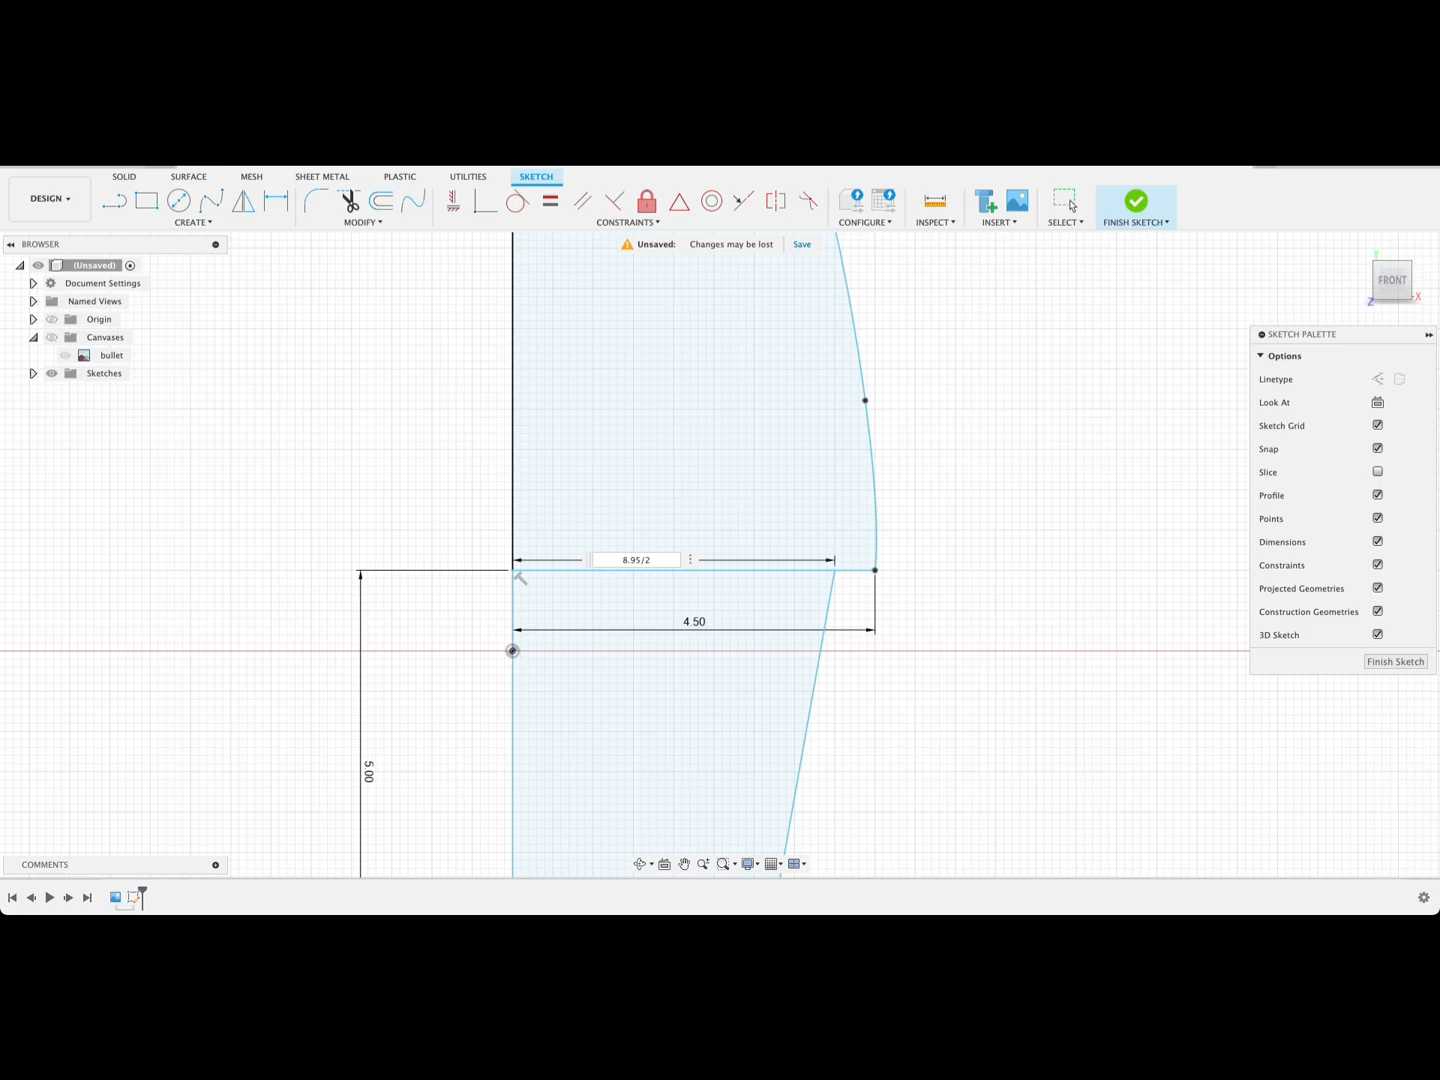 SOLID SURFACE MESH SHEET METAL PLASTIC UTILITIES SKETCH
DESIGN
CREATE MODIFY CONSTRAINTS CONFIGURE INSPECT INSERT SELECT FINISH SKETCH
BROWSER
Unsaved: Changes may be lost Save
(Unsaved)
Document Settings
Named Views
Origin
Canvases
bullet
Sketches
FRONT
Y
Z
X
SKETCH PALETTE
Options
Linetype
Look At
Sketch Grid
Snap
Slice
Profile
Points
Dimensions
Constraints
Projected Geometries
Construction Geometries
3D Sketch
Finish Sketch
8.95/2
4.50
5.00
COMMENTS